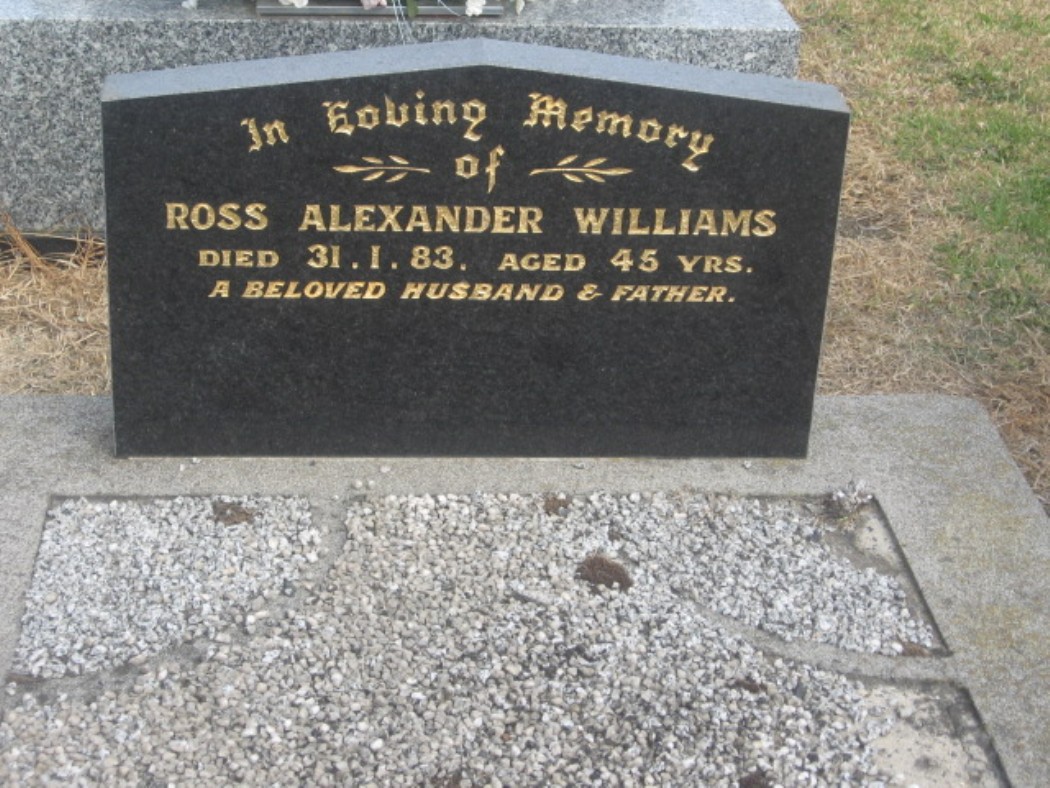 In Loving Memory
of
ROSS ALEXANDER WILLIAMS
DIED 31.1.83. AGED 45 YRS.
A BELOVED HUSBAND & FATHER.